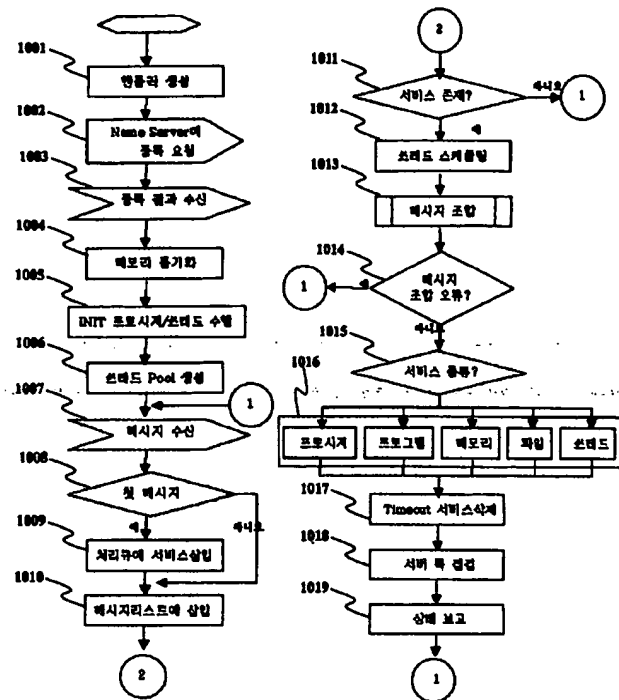 1001
엔트리 생성
1002
Name Server에
등록 요청
1003
등록 결과 수신
1004
메모리 동기화
1005
INIT 프로시저/쓰레드 수행
1006
쓰레드 Pool 생성
1
1007
메시지 수신
1008
첫 메시지
예
아니오
1009
처리큐에 서비스삽입
1010
메시지리스트에 삽입
2
2
1011
서비스 존재?
아니오
1
1012
예
쓰레드 스케줄링
1013
메시지 조합
1014
메시지
조합 오류?
예
1
아니오
1015
서비스 종류?
1016
프로시저
프로그램
메모리
파일
쓰레드
1017
Timeout 서비스삭제
1018
서버 록 점검
1019
상태 보고
1